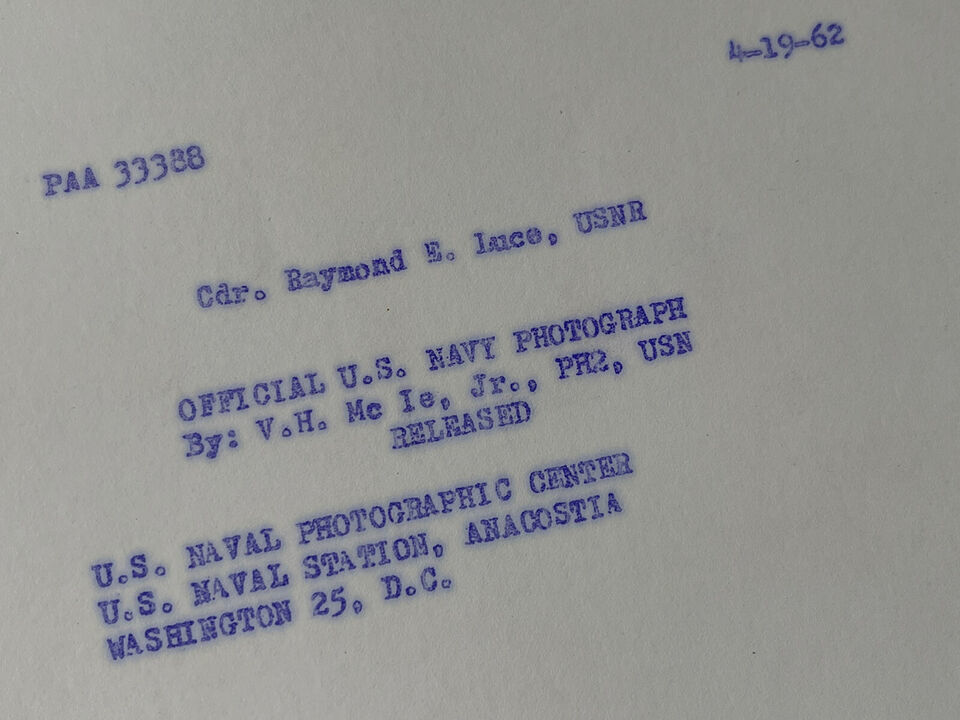 4-19-62
PAA 33388
Cdr. Raymond E. Luce, USNR
OFFICIAL U.S. NAVY PHOTOGRAPH
By: V.H. Mc Ie, Jr., PH2, USN
RELEASED
U.S. NAVAL PHOTOGRAPHIC CENTER
U.S. NAVAL STATION, ANACOSTIA
WASHINGTON 25, D.C.